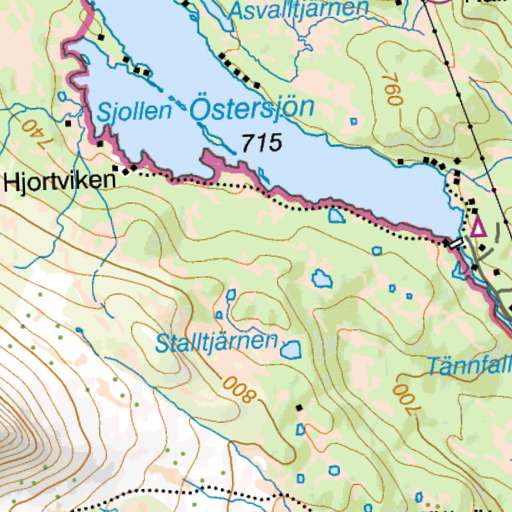 Asvalltjärnen
760
Sjollen
Östersjön
740
715
Hjortviken
Stalltjärnen
800
700
Tännfall